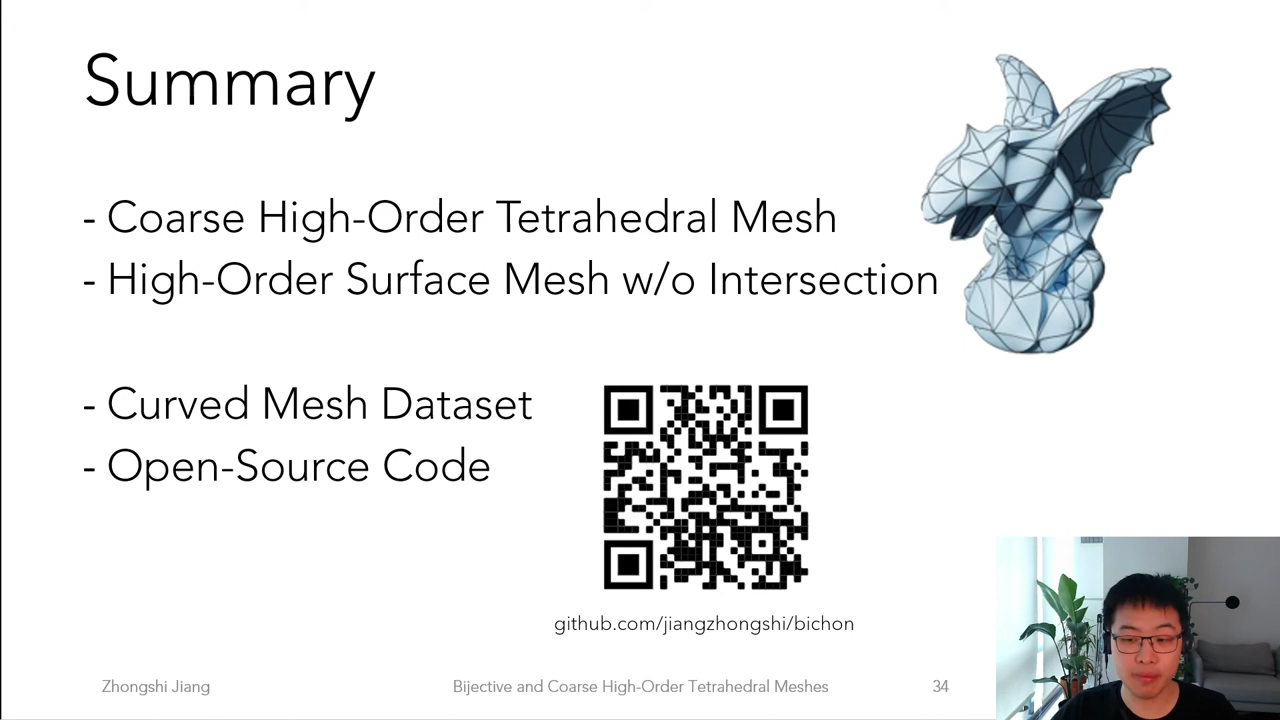 Summary
- Coarse High-Order Tetrahedral Mesh
- High-Order Surface Mesh w/o Intersection
- Curved Mesh Dataset
- Open-Source Code
github.com/jiangzhongshi/bichon
Zhongshi Jiang
Bijective and Coarse High-Order Tetrahedral Meshes
34